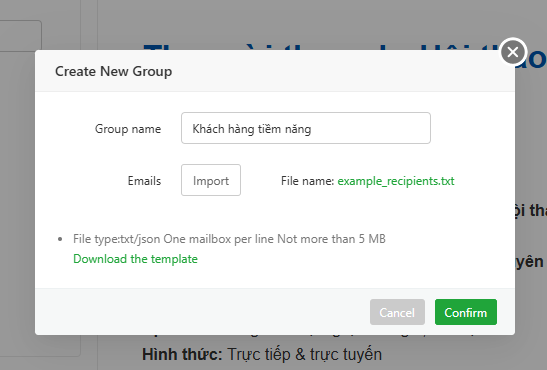 Create New Group
Group name
Khách hàng tiềm năng
Emails
Import
File name: example_recipients.txt
File type:txt/json One mailbox per line Not more than 5 MB
Download the template
Cancel
Confirm
Hình thức: Trực tiếp & trực tuyến